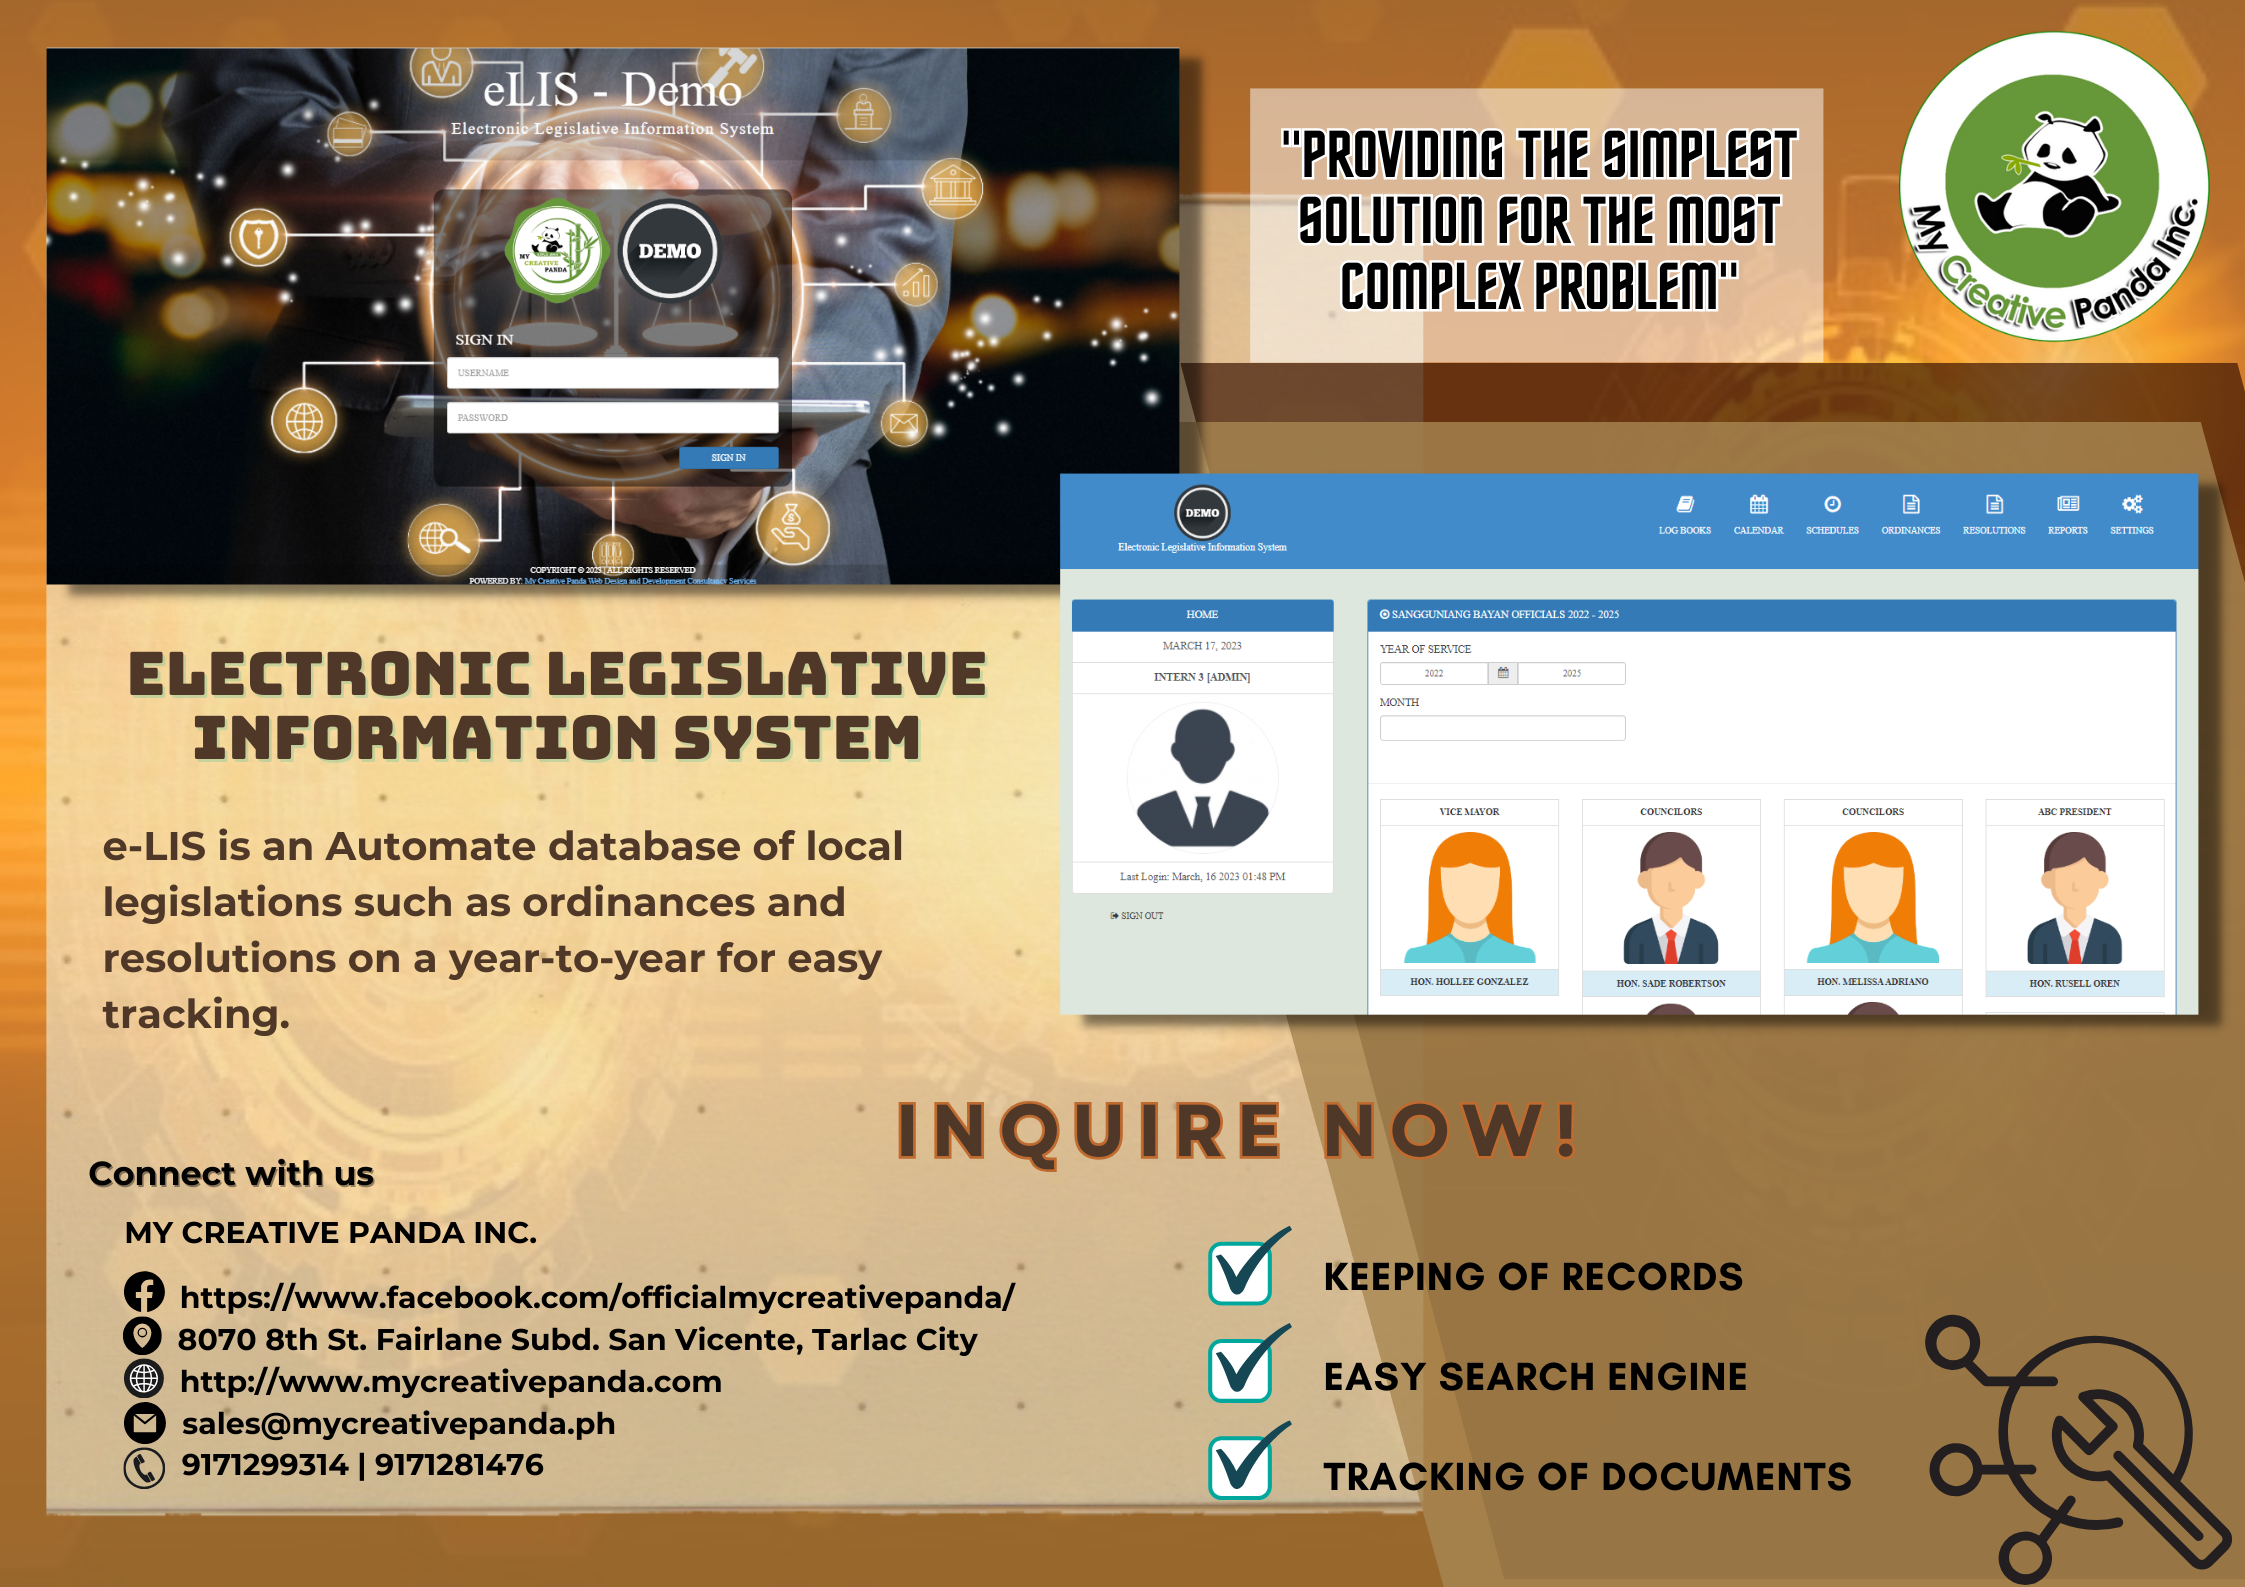 eLIS - Demo
Electronic Legislative Information System
MY
CREATIVE
PANDA
DEMO
SIGN IN
USERNAME
PASSWORD
SIGN IN
COPYRIGHT © 2023 | ALL RIGHTS RESERVED
POWERED BY: My Creative Panda Web Design and Development Consultancy Services
"PROVIDING THE SIMPLEST
SOLUTION FOR THE MOST
COMPLEX PROBLEM"
My Creative Panda Inc.
DEMO
Electronic Legislative Information System
LOG BOOKS
CALENDAR
SCHEDULES
ORDINANCES
RESOLUTIONS
REPORTS
SETTINGS
HOME
MARCH 17, 2023
INTERN 3 [ADMIN]
Last Login: March, 16 2023 01:48 PM
SIGN OUT
SANGGUNIANG BAYAN OFFICIALS 2022 - 2025
YEAR OF SERVICE
2022
2025
MONTH
VICE MAYOR
COUNCILORS
COUNCILORS
ABC PRESIDENT
HON. HOLLEE GONZALEZ
HON. SADE ROBERTSON
HON. MELISSA ADRIANO
HON. RUSELL OREN
ELECTRONIC LEGISLATIVE
INFORMATION SYSTEM
e-LIS is an Automate database of local
legislations such as ordinances and
resolutions on a year-to-year for easy
tracking.
INQUIRE NOW!
Connect with us
MY CREATIVE PANDA INC.
https://www.facebook.com/officialmycreativepanda/
8070 8th St. Fairlane Subd. San Vicente, Tarlac City
http://www.mycreativepanda.com
sales@mycreativepanda.ph
9171299314 | 9171281476
KEEPING OF RECORDS
EASY SEARCH ENGINE
TRACKING OF DOCUMENTS